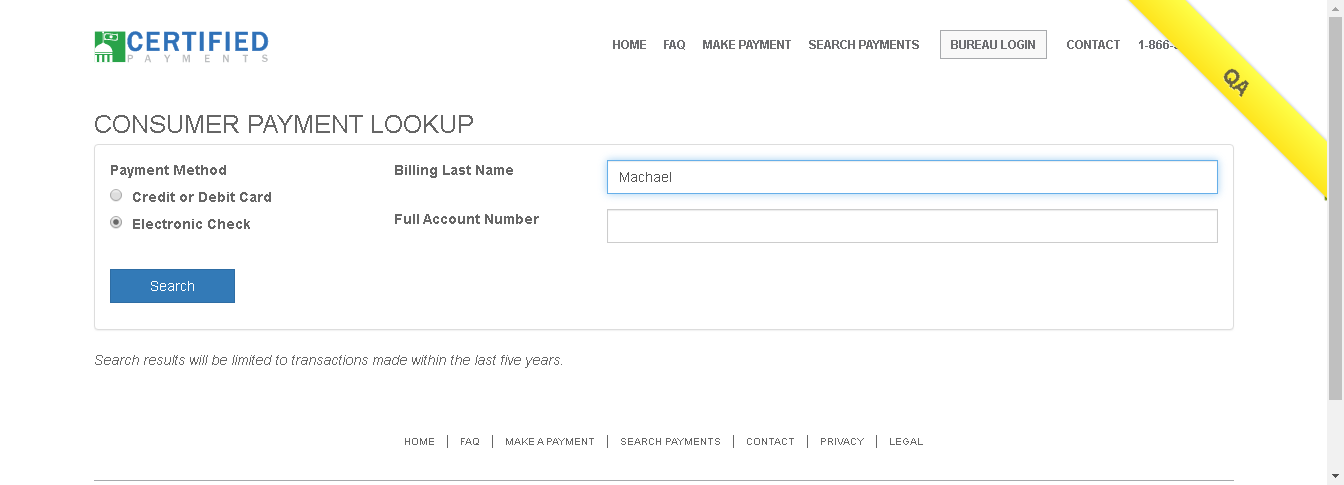 CERTIFIED
PAYMENTS
HOME FAQ MAKE PAYMENT SEARCH PAYMENTS BUREAU LOGIN CONTACT 1-866-
QA
CONSUMER PAYMENT LOOKUP
Payment Method
Credit or Debit Card
Electronic Check
Billing Last Name
Machael
Full Account Number
Search
Search results will be limited to transactions made within the last five years.
HOME | FAQ | MAKE A PAYMENT | SEARCH PAYMENTS | CONTACT | PRIVACY | LEGAL